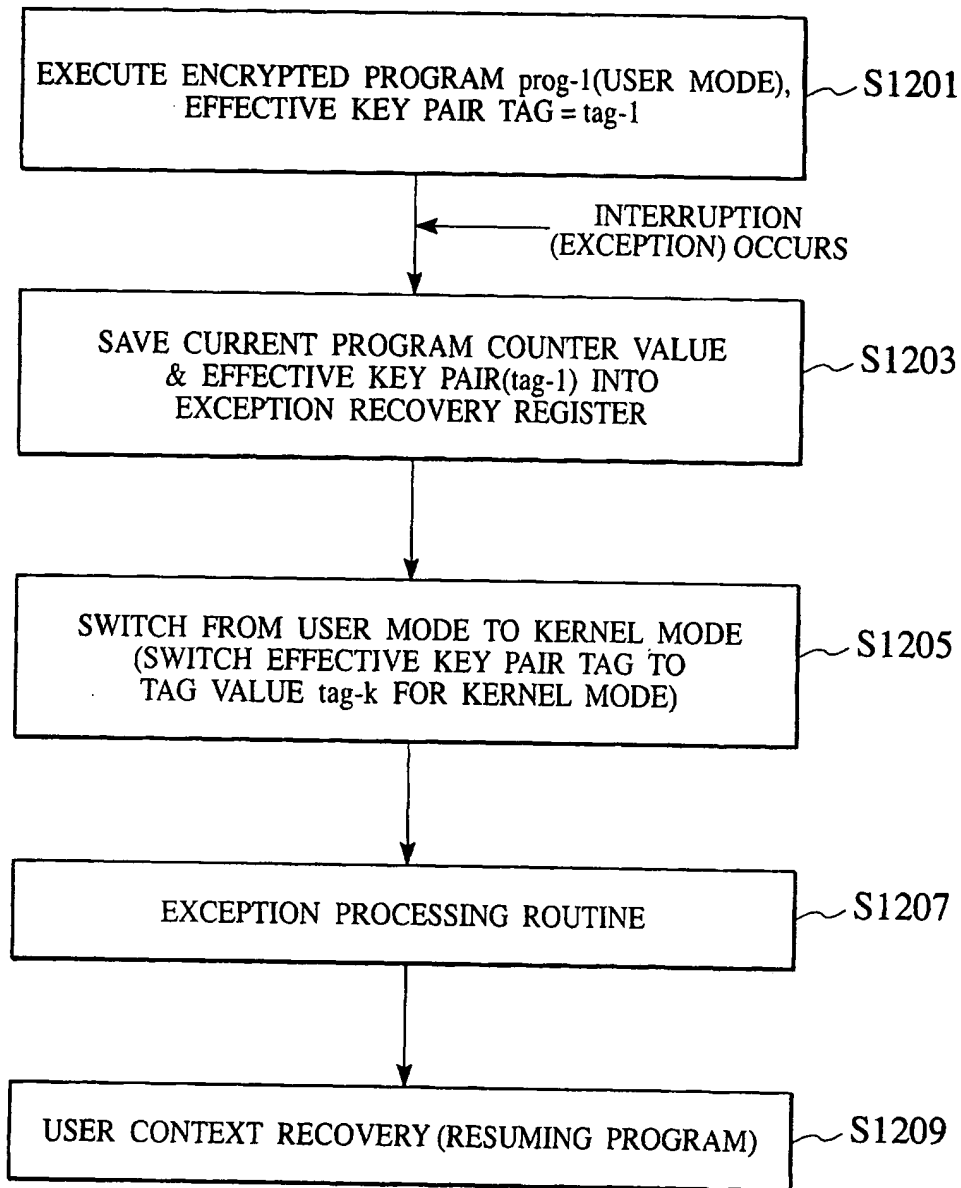 EXECUTE ENCRYPTED PROGRAM prog-1(USER MODE),
EFFECTIVE KEY PAIR TAG = tag-1
S1201
INTERRUPTION
(EXCEPTION) OCCURS
SAVE CURRENT PROGRAM COUNTER VALUE
& EFFECTIVE KEY PAIR(tag-1) INTO
EXCEPTION RECOVERY REGISTER
S1203
SWITCH FROM USER MODE TO KERNEL MODE
(SWITCH EFFECTIVE KEY PAIR TAG TO
TAG VALUE tag-k FOR KERNEL MODE)
S1205
EXCEPTION PROCESSING ROUTINE
S1207
USER CONTEXT RECOVERY (RESUMING PROGRAM)
S1209